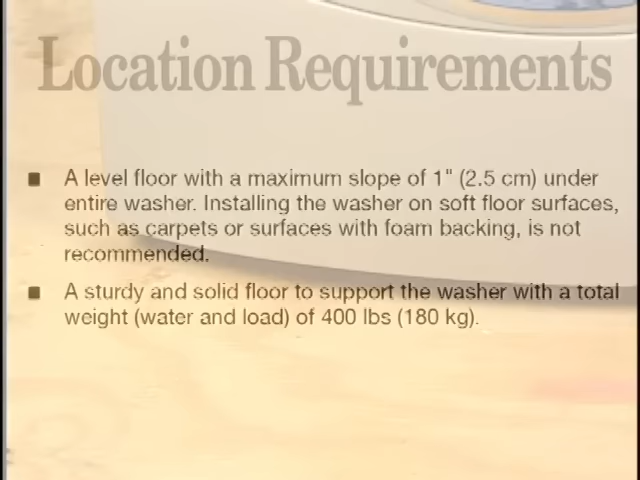 Location Requirements
A level floor with a maximum slope of 1" (2.5 cm) under
entire washer. Installing the washer on soft floor surfaces,
such as carpets or surfaces with foam backing, is not
recommended.
A sturdy and solid floor to support the washer with a total
weight (water and load) of 400 lbs (180 kg).